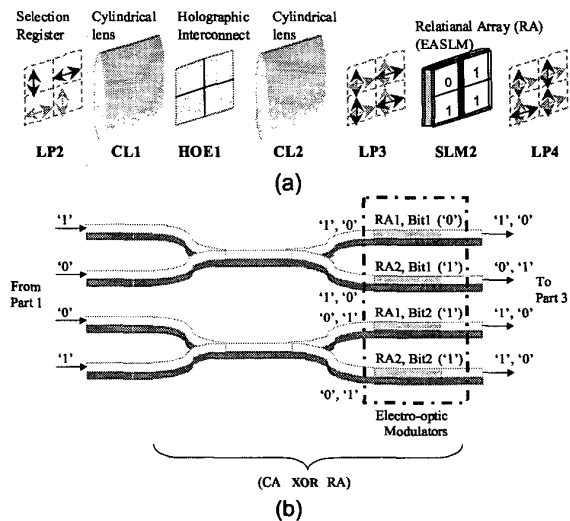 Selection Register
Cylindrical lens
Holographic Interconnect
Cylindrical lens
Relatianal Array (RA) (EASLM)
0 1
1 1
LP2 CL1 HOE1 CL2 LP3 SLM2 LP4
(a)
'1'
'1', '0'
RA1, Bit1 ('0')
'1', '0'
'0'
RA2, Bit1 ('1')
'0', '1'
From Part 1
'1', '0'
To Part 3
'0'
'0', '1'
RA1, Bit2 ('1')
'1', '0'
'1'
RA2, Bit2 ('1')
'1', '0'
'0', '1'
Electro-optic Modulators
(CA XOR RA)
(b)